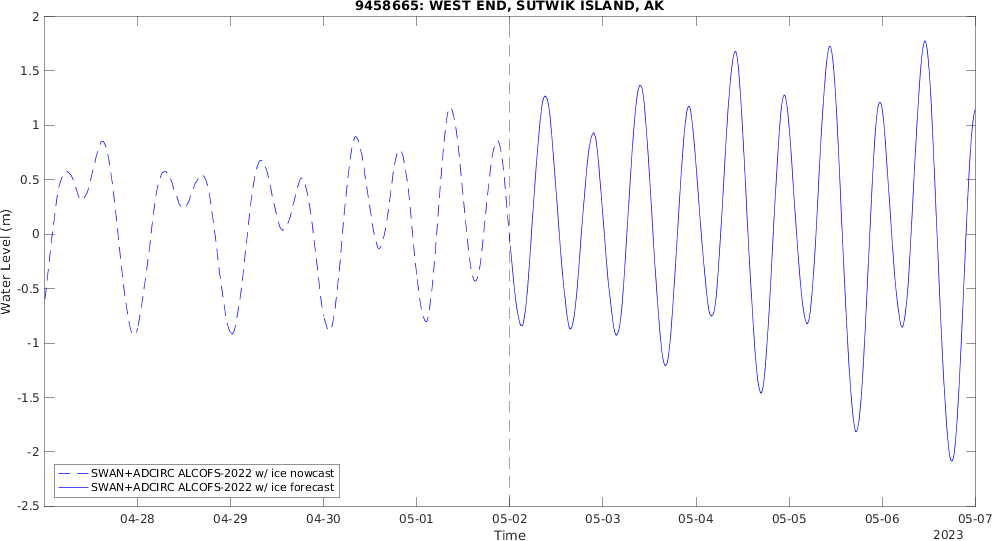 9458665: WEST END, SUTWIK ISLAND, AK
2
1.5
1
0.5
0
-0.5
-1
-1.5
-2
-2.5
Water Level (m)
SWAN+ADCIRC ALCOFS-2022 w/ ice nowcast
SWAN+ADCIRC ALCOFS-2022 w/ ice forecast
04-28 04-29 04-30 05-01 05-02 05-03 05-04 05-05 05-06 05-07
Time
2023